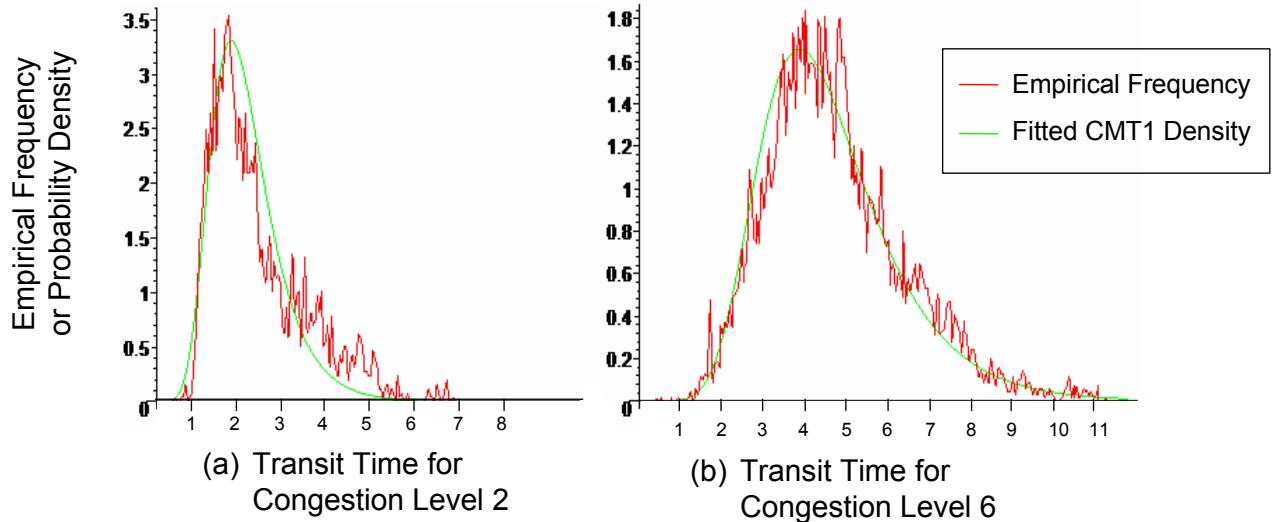 Empirical Frequency
or Probability Density
3.5
3
2.5
2
1.5
1
0.5
0
1 2 3 4 5 6 7 8
(a) Transit Time for
Congestion Level 2
1.8
1.6
1.4
1.2
1
0.8
0.6
0.4
0.2
0
1 2 3 4 5 6 7 8 9 10 11
(b) Transit Time for
Congestion Level 6
Empirical Frequency
Fitted CMT1 Density